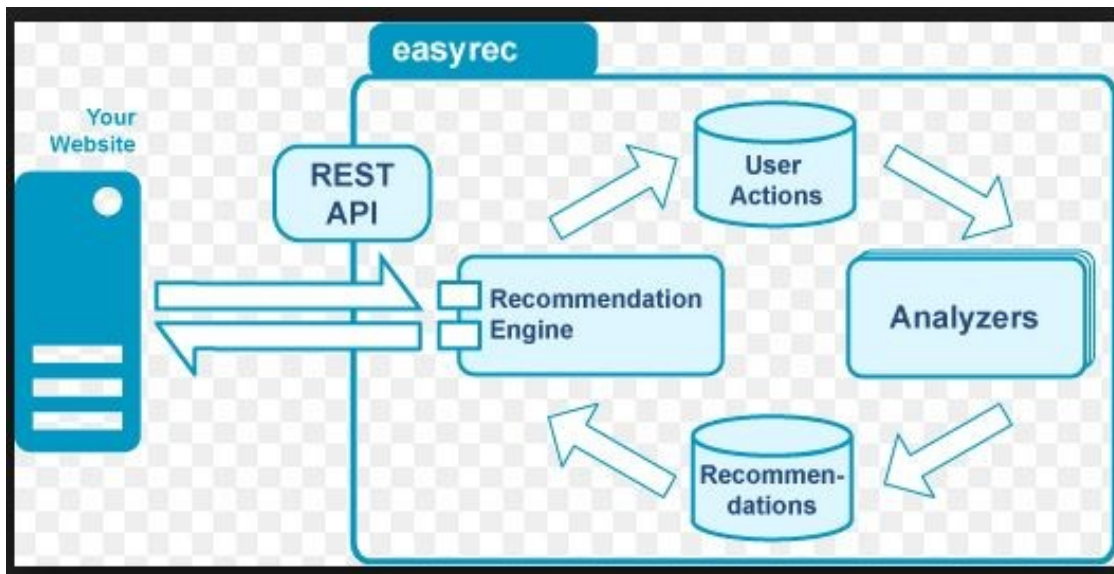 easyrec
Your
Website
REST
API
User
Actions
Recommendation
Engine
Analyzers
Recommen-
dations